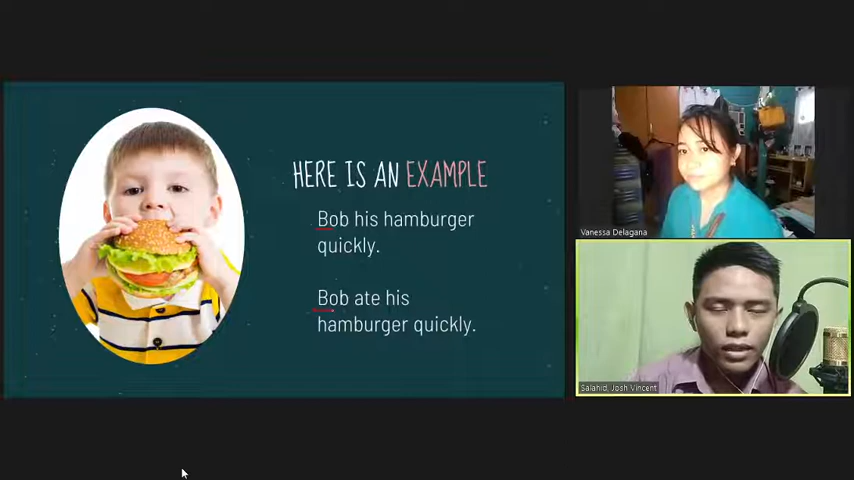 HERE IS AN EXAMPLE
Bob his hamburger
quickly.
Bob ate his
hamburger quickly.
Vanessa Delagana
Salahid, Josh Vincent